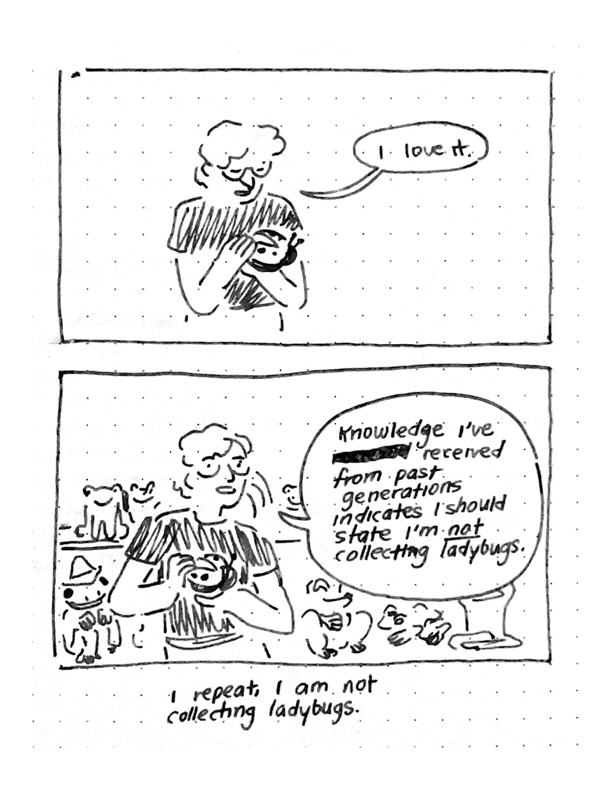 I love it.
Knowledge I've
received
from past
generations
indicates I should
state I'm not
collecting ladybugs.
I repeat, I am not
collecting ladybugs.